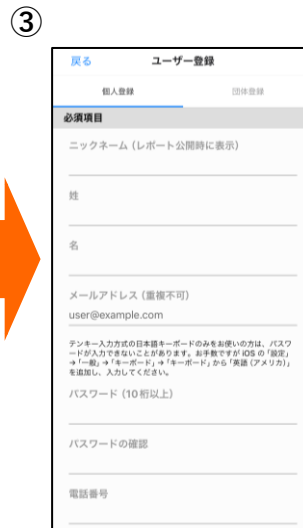 ③
戻る ユーザー登録
個人登録 団体登録
必須項目
ニックネーム（レポート公開時に表示）
姓
名
メールアドレス（重複不可）
user@example.com
テンキー入力方式の日本語キーボードのみをお使いの方は、パスワ
ードが入力できないことがあります。お手数ですが iOS の「設定」
→「一般」→「キーボード」→「キーボード」から「英語（アメリカ）」
を追加し、入力してください。
パスワード（10桁以上）
パスワードの確認
電話番号